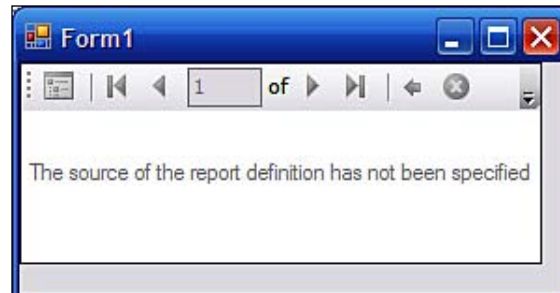 Form1
1 of
The source of the report definition has not been specified